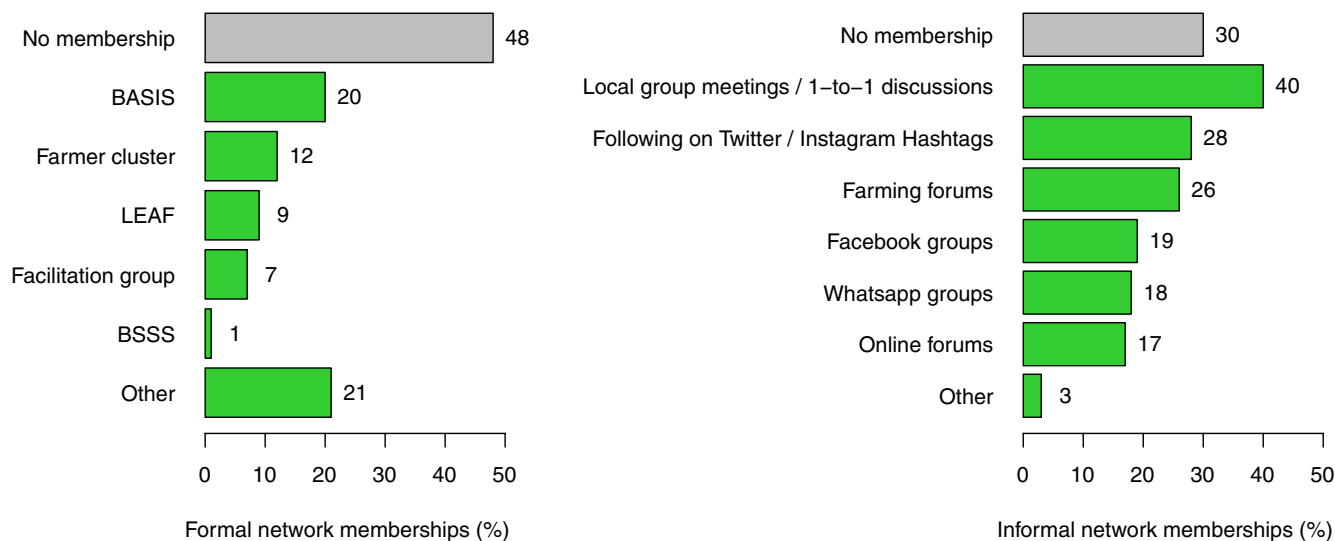 No membership 48
BASIS 20
Farmer cluster 12
LEAF 9
Facilitation group 7
BSSS 1
Other 21
0 10 20 30 40 50
Formal network memberships (%)
No membership 30
Local group meetings / 1−to−1 discussions 40
Following on Twitter / Instagram Hashtags 28
Farming forums 26
Facebook groups 19
Whatsapp groups 18
Online forums 17
Other 3
0 10 20 30 40 50
Informal network memberships (%)